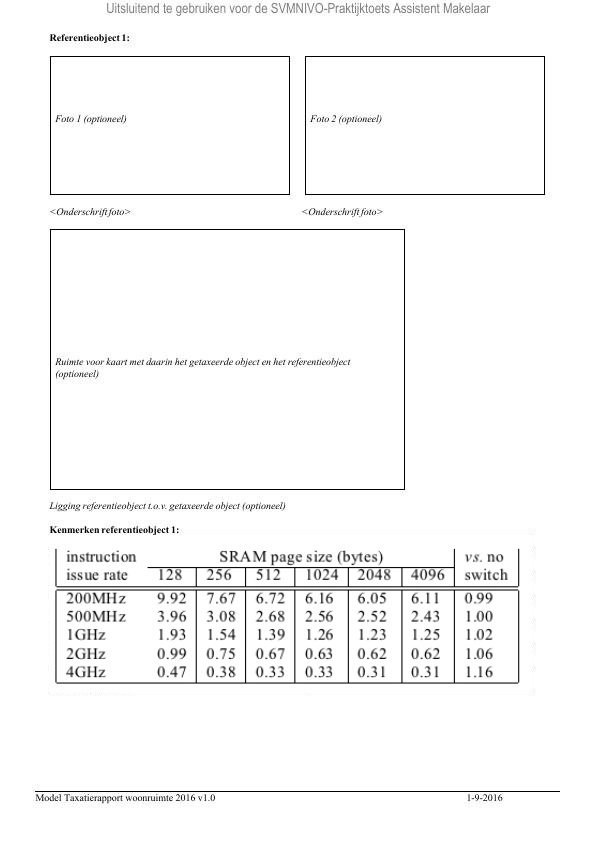 Uitsluitend te gebruiken voor de SVMNIVO-Praktijktoets Assistent Makelaar
Referentieobject 1:
Foto 1 (optioneel) Foto 2 (optioneel)
<Onderschrift foto> <Onderschrift foto>
Ruimte voor kaart met daarin het getaxeerde object en het referentieobject
(optioneel)
Ligging referentieobject t.o.v. getaxeerde object (optioneel)
Kenmerken referentieobject 1:
instruction SRAM page size (bytes) vs. no
issue rate 128 256 512 1024 2048 4096 switch
200MHz 9.92 7.67 6.72 6.16 6.05 6.11 0.99
500MHz 3.96 3.08 2.68 2.56 2.52 2.43 1.00
1GHz 1.93 1.54 1.39 1.26 1.23 1.25 1.02
2GHz 0.99 0.75 0.67 0.63 0.62 0.62 1.06
4GHz 0.47 0.38 0.33 0.33 0.31 0.31 1.16
Model Taxatierapport woonruimte 2016 v1.0 1-9-2016